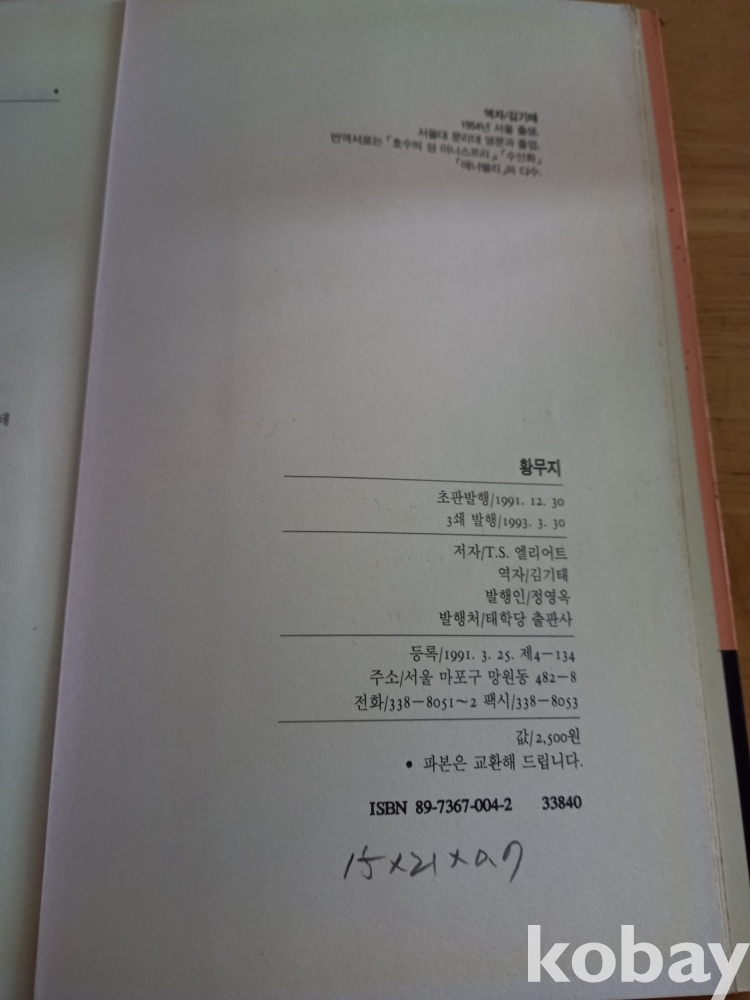 역자/김기태
1954년 서울 출생.
서울대 문리대 영문과 졸업.
번역서로는 「호수의 섬 이니스프리」, 「수선화」
「애너벨리」외 다수.
황무지
초판발행/1991. 12. 30
3쇄 발행/1993. 3. 30
저자/T.S. 엘리어트
역자/김기태
발행인/정영옥
발행처/태학당 출판사
등록/1991. 3. 25. 제4-134
주소/서울 마포구 망원동 482-8
전화/338-8051~2 팩시/338-8053
값/2,500원
• 파본은 교환해 드립니다.
ISBN 89-7367-004-2 33840
15×21×0.7
kobay